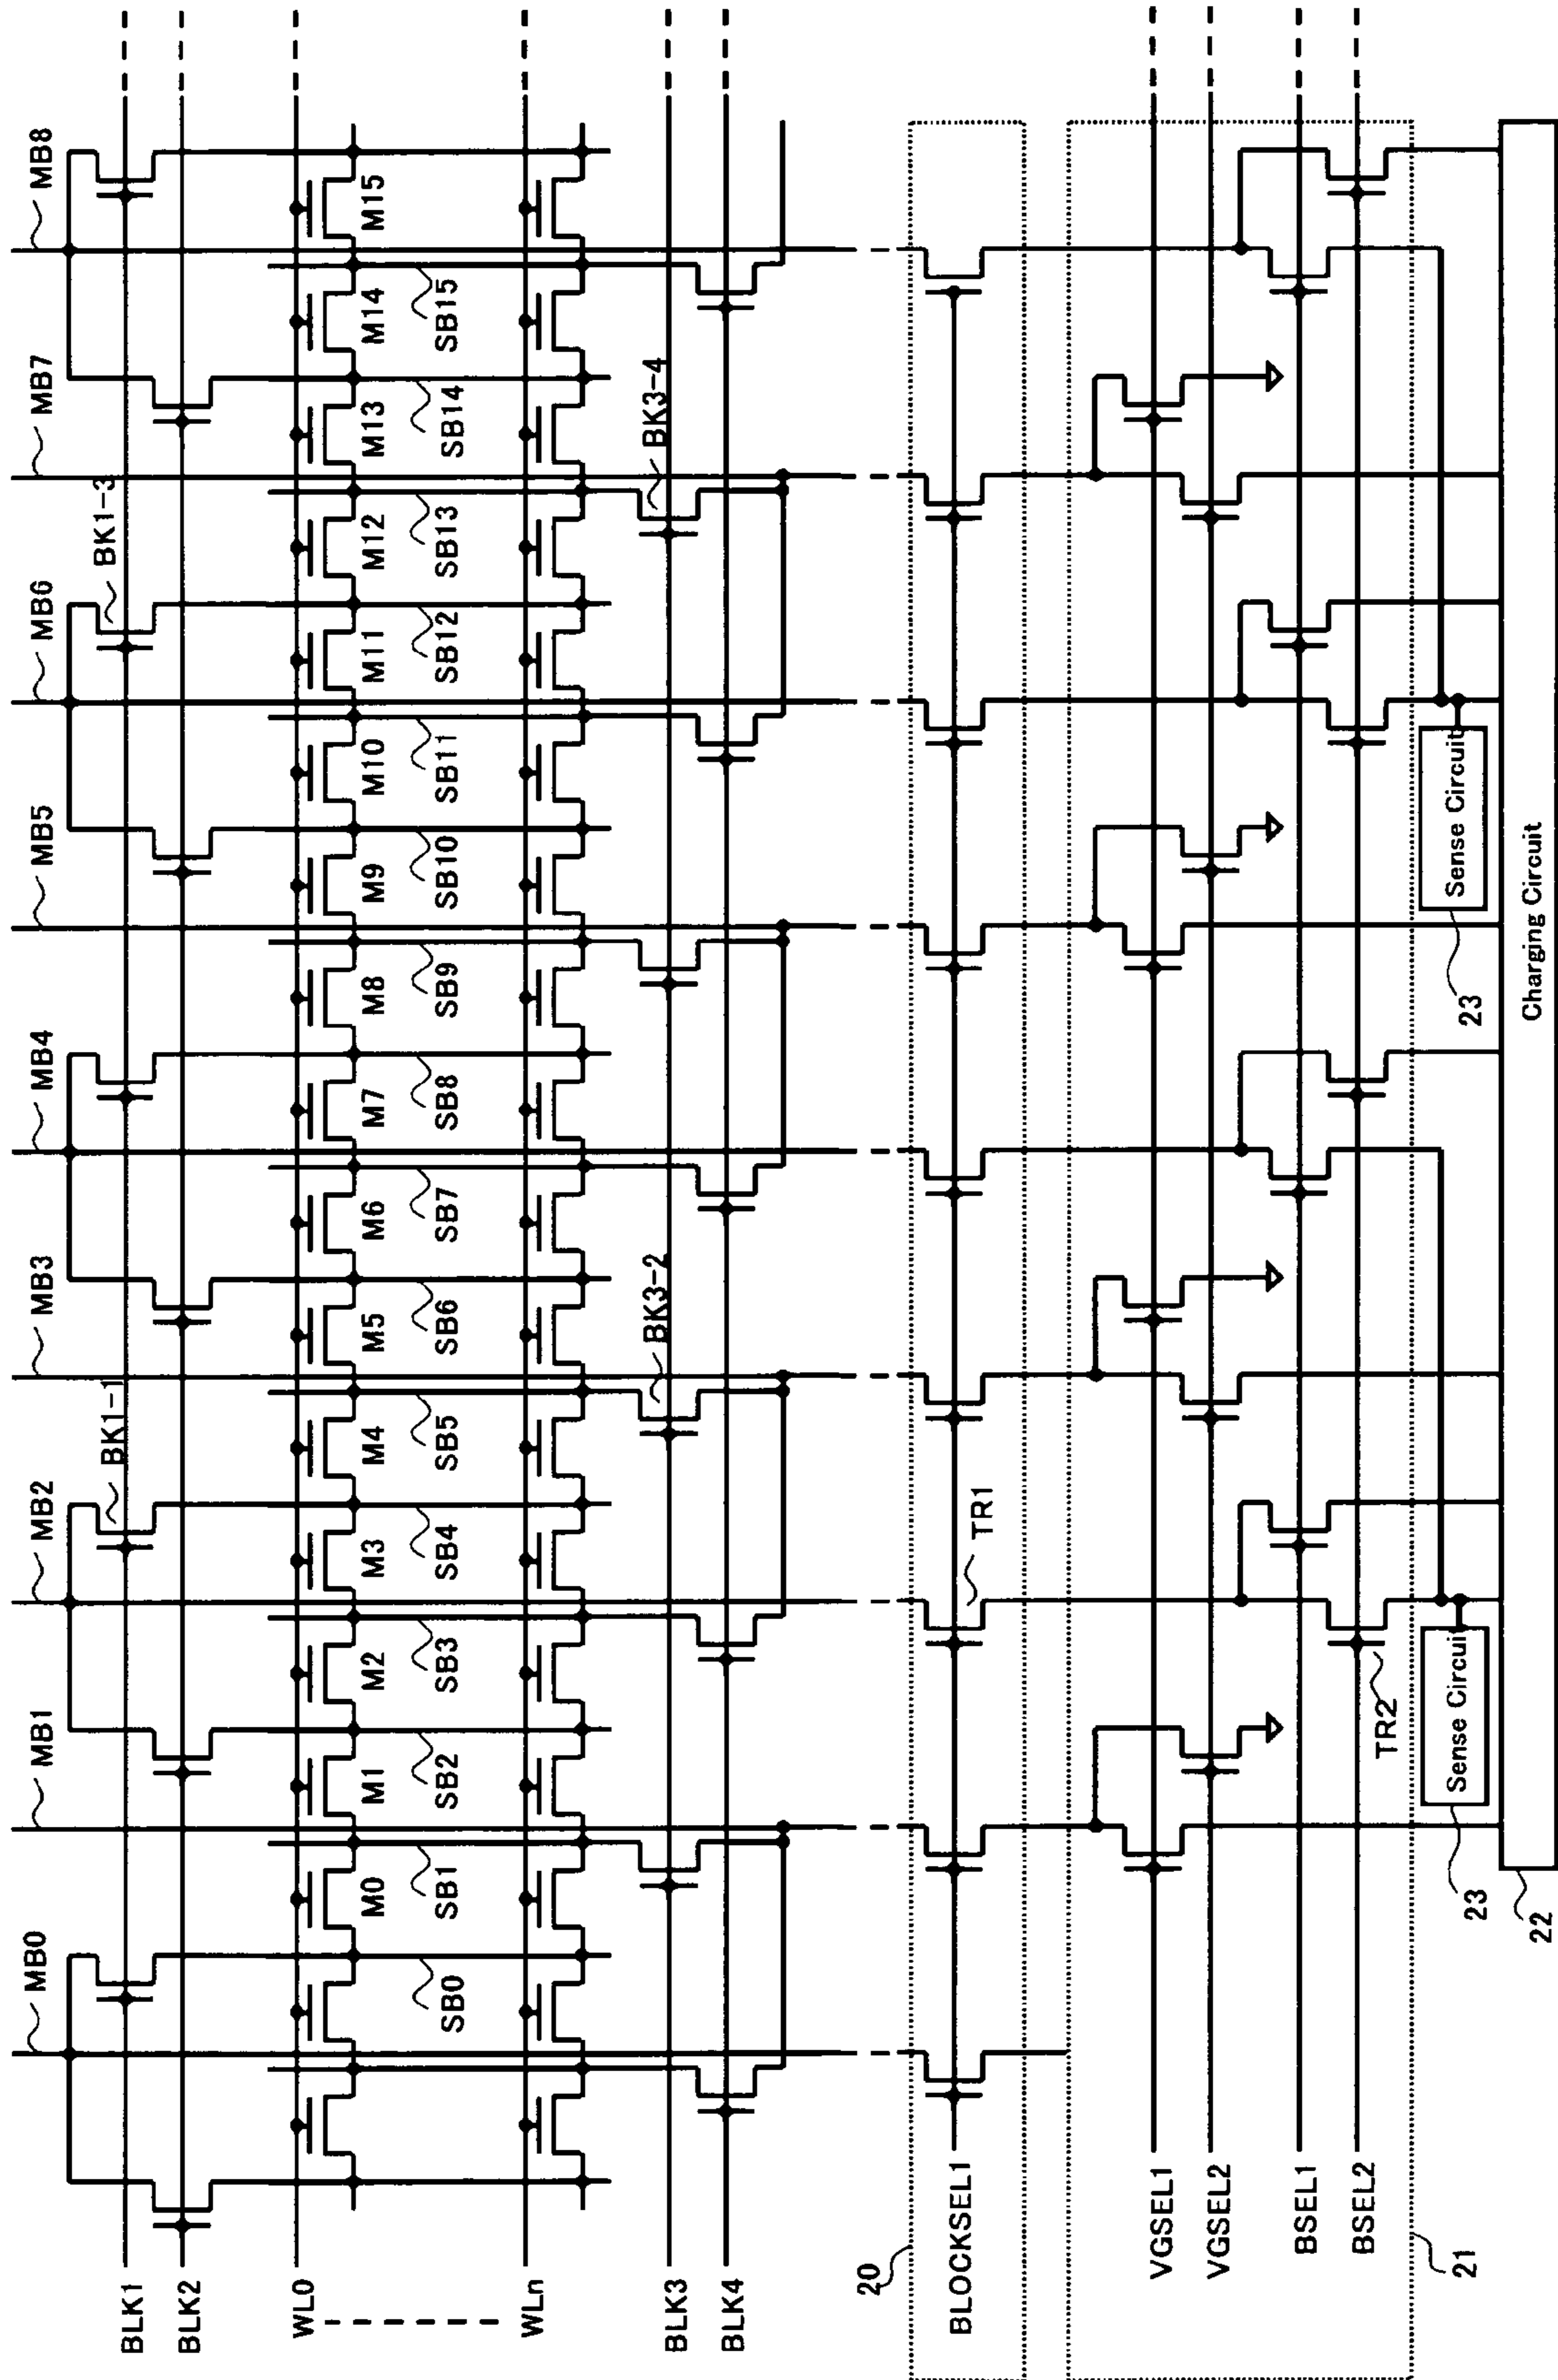 MB0
MB1
MB2
MB3
MB4
MB5
MB6
MB7
MB8
BK1-1
BK1-3
BLK1
BLK2
WL0
M0
M1
M2
M3
M4
M5
M6
M7
M8
M9
M10
M11
M12
M13
M14
M15
SB0
SB1
SB2
SB3
SB4
SB5
SB6
SB7
SB8
SB9
SB10
SB11
SB12
SB13
SB14
SB15
WLn
BK3-2
BK3-4
BLK3
BLK4
20
BLOCKSEL1
TR1
VGSEL1
VGSEL2
BSEL1
BSEL2
TR2
21
Sense Circuit
Sense Circuit
23
23
22
Charging Circuit